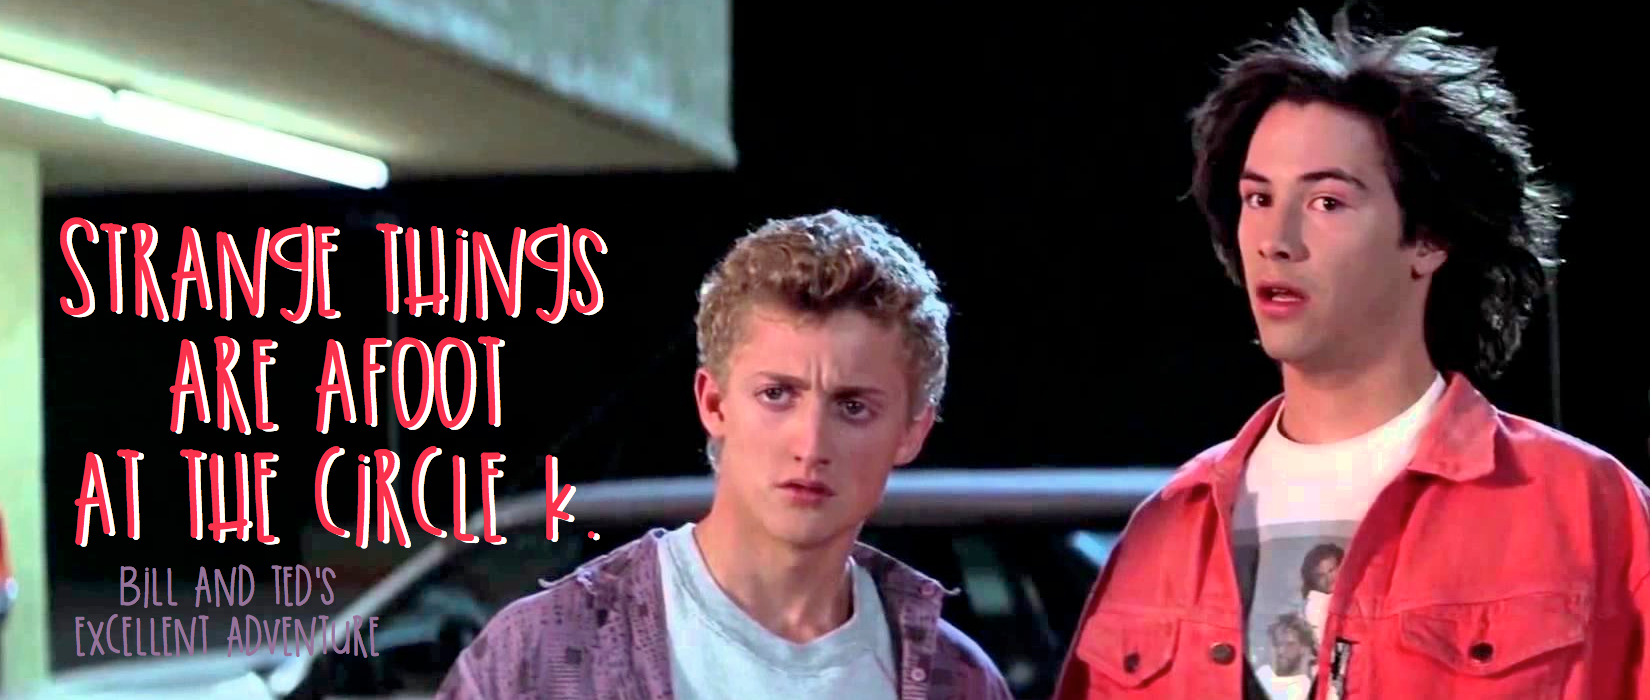 STRANGE THINGS
ARE AFOOT
AT THE CIRCLE K.
BILL AND TED'S
EXCELLENT ADVENTURE